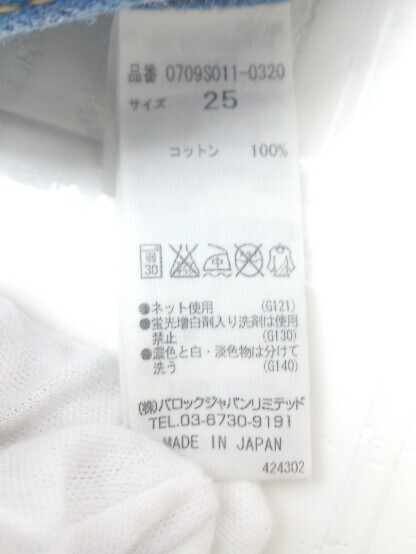 品番 0709S011-0320
サイズ 25
コットン 100%
弱
30
中
●ネット使用 (G121)
●蛍光増白剤入り洗剤は使用
禁止 (G130)
●濃色と白・淡色物は分けて
洗う (G140)
(株)バロックジャパンリミテッド
TEL.03-6730-9191
MADE IN JAPAN
424302